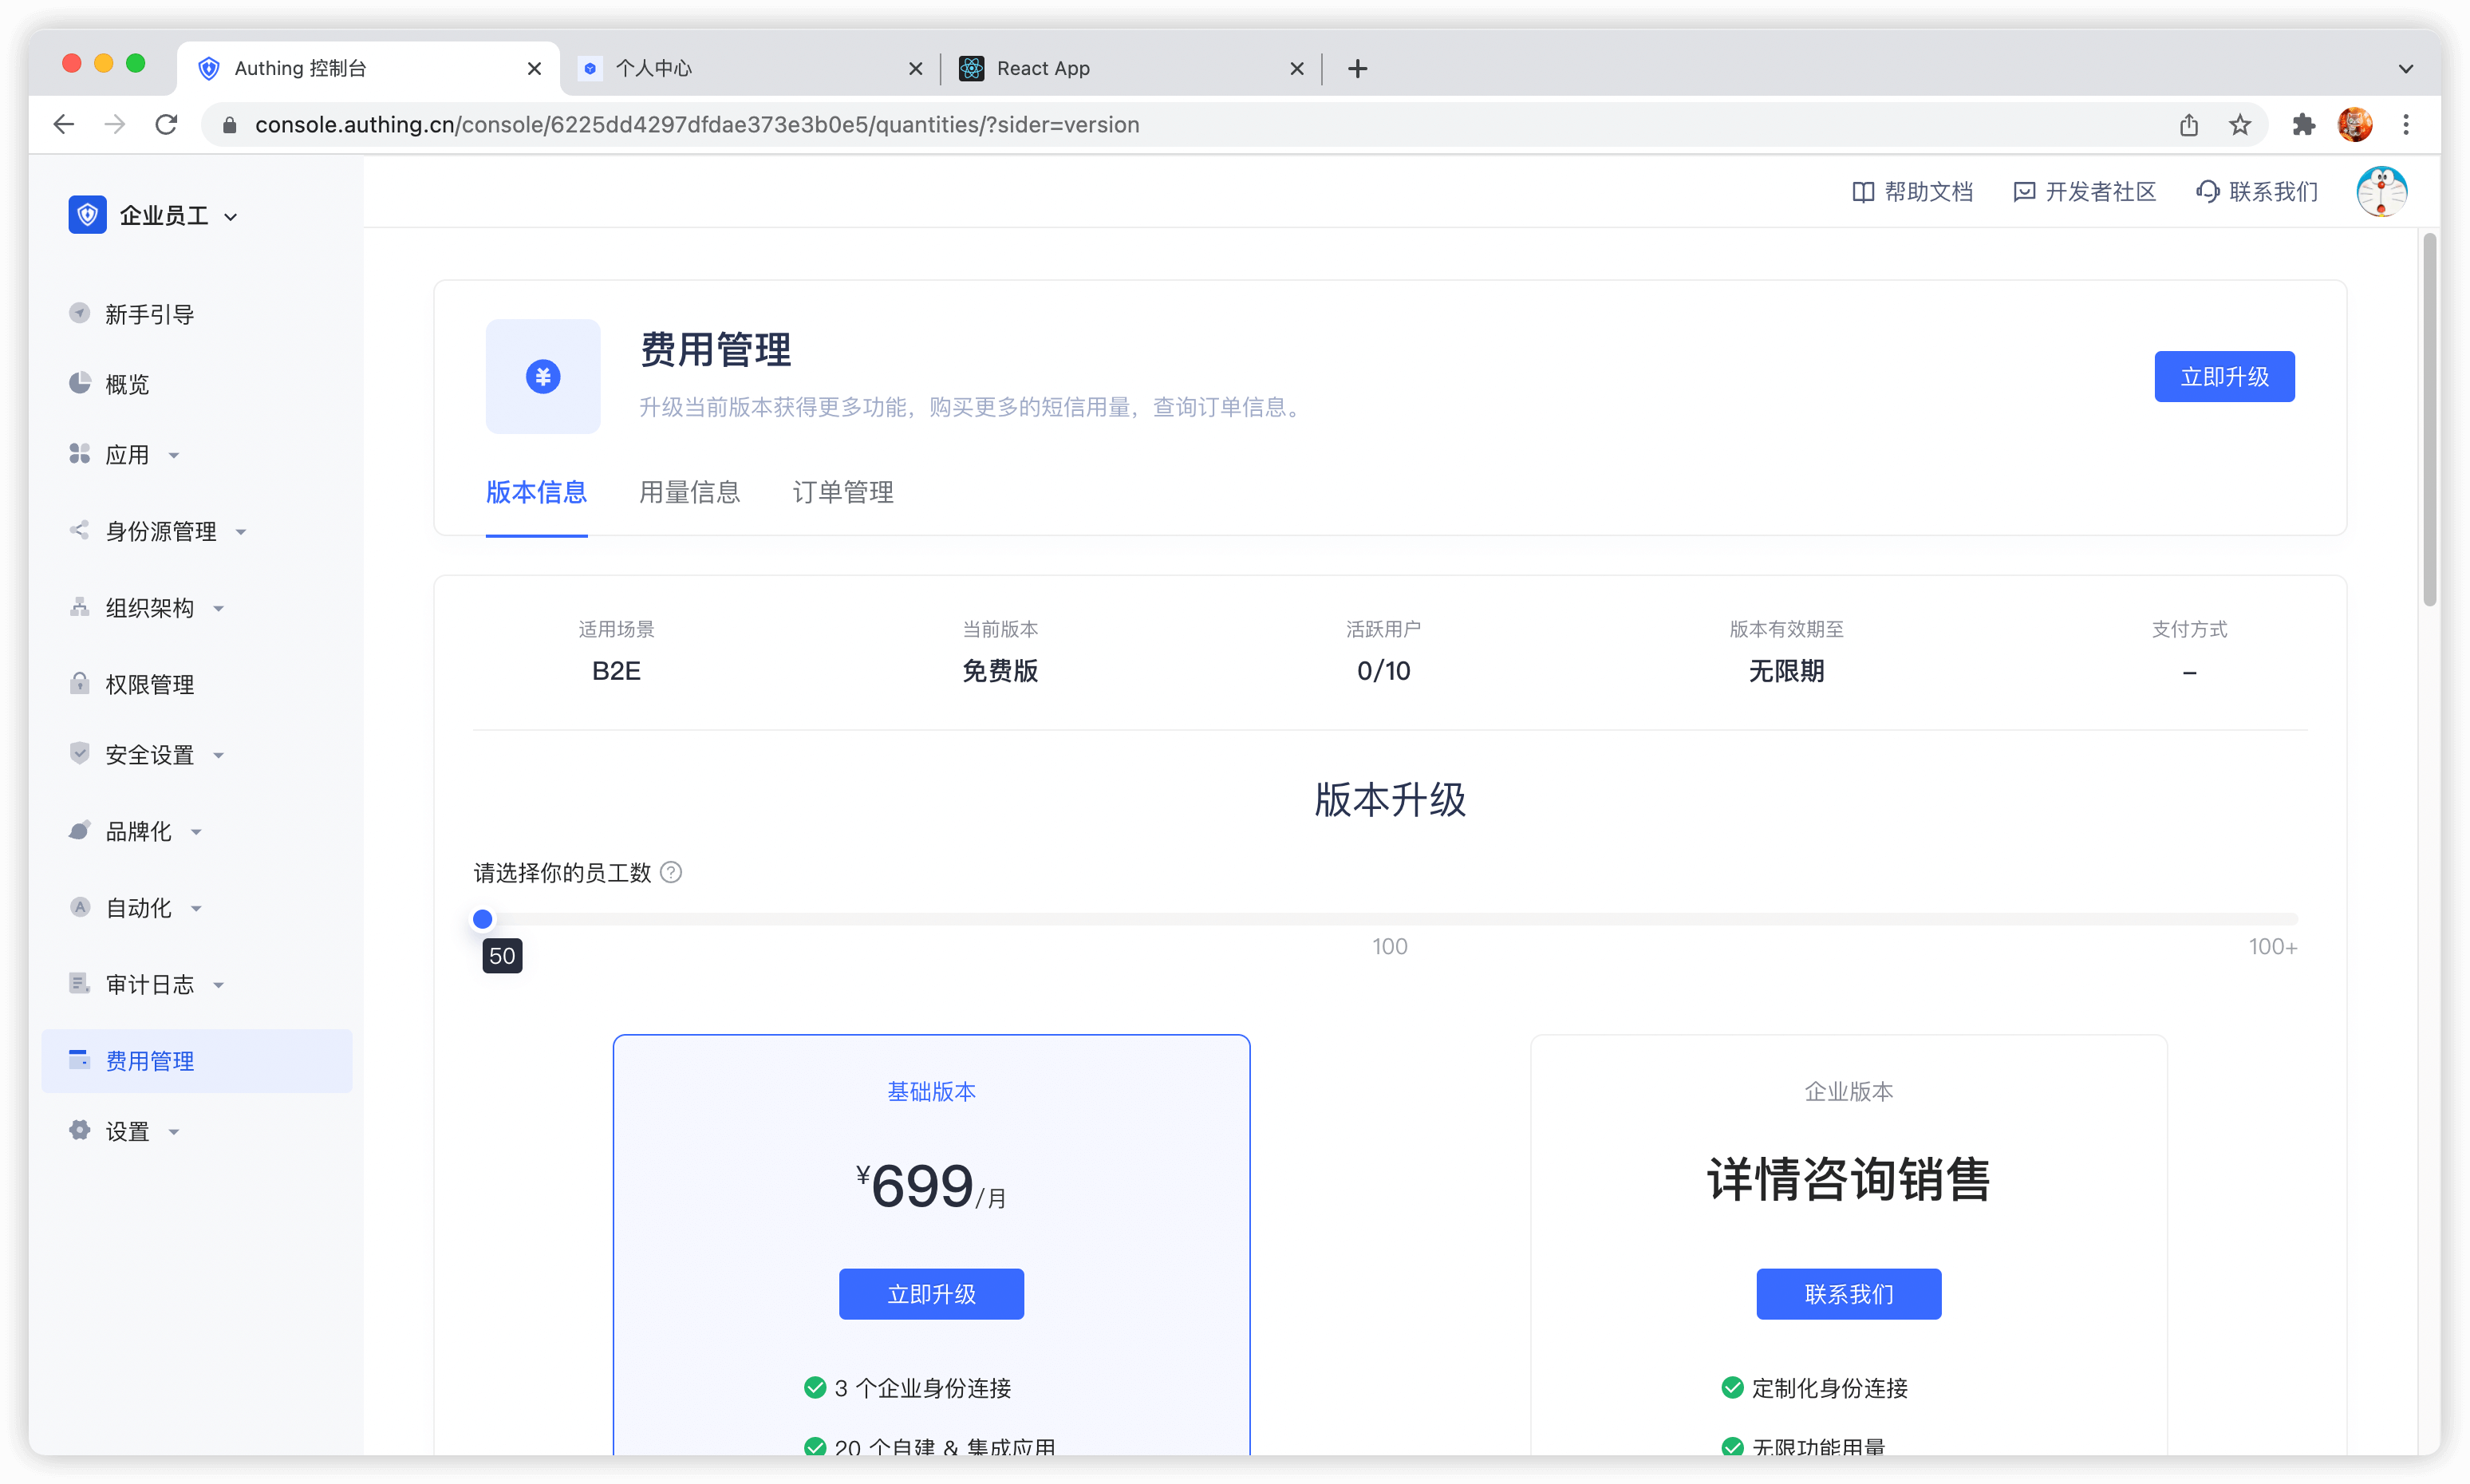 Authing 控制台
个人中心
React App
console.authing.cn/console/6225dd4297dfdae373e3b0e5/quantities/?sider=version
企业员工
帮助文档
开发者社区
联系我们
新手引导
概览
应用
身份源管理
组织架构
权限管理
安全设置
品牌化
自动化
审计日志
费用管理
设置
费用管理
升级当前版本获得更多功能，购买更多的短信用量，查询订单信息。
立即升级
版本信息
用量信息
订单管理
适用场景
B2E
当前版本
免费版
活跃用户
0/10
版本有效期至
无限期
支付方式
–
版本升级
请选择你的员工数
50
100
100+
基础版本
¥699/月
立即升级
3 个企业身份连接
20 个自建 & 集成应用
企业版本
详情咨询销售
联系我们
定制化身份连接
无限功能用量